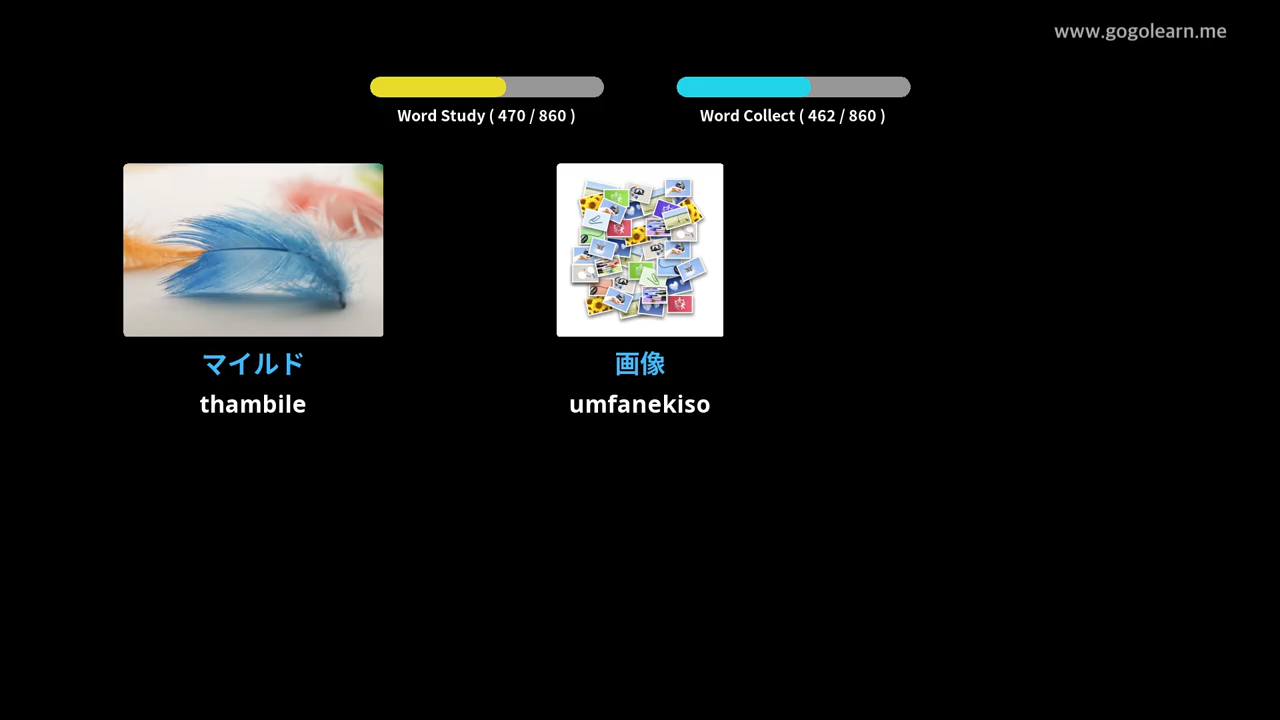 www.gogolearn.me
Word Study ( 470 / 860 )
Word Collect ( 462 / 860 )
マイルド
thambile
画像
umfanekiso